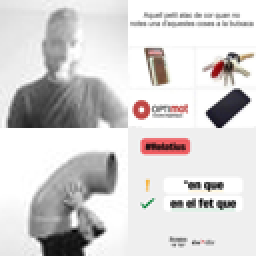 Aquell petit atac de cor quan no
notes una d'aquestes coses a la butxaca
OPTIMOT
#Relatius
! *en que
✓ en el fet que